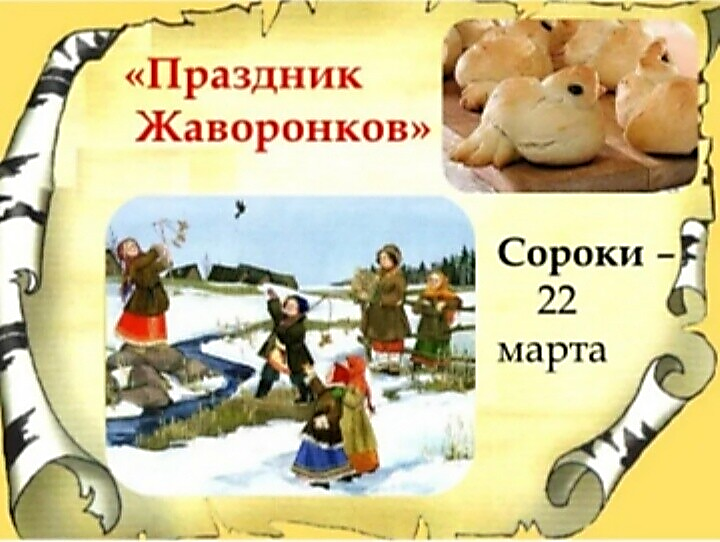 «Праздник
Жаворонков»
Сороки –
22
марта